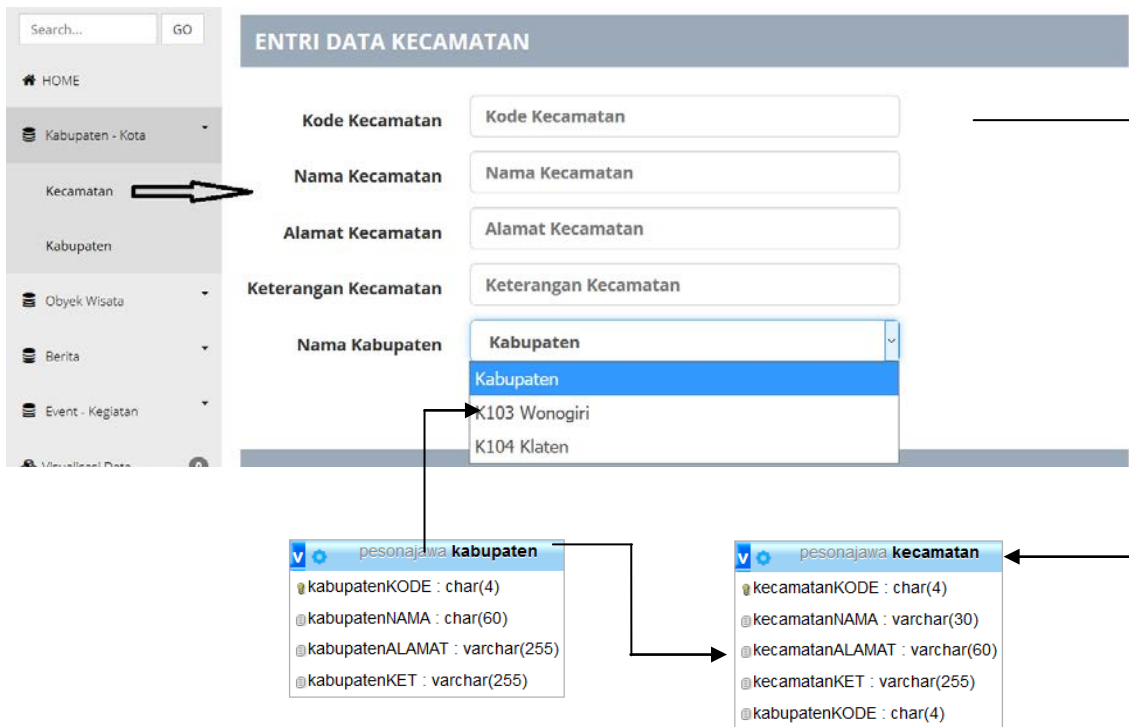 Search...
GO
HOME
Kabupaten - Kota
Kecamatan
Kabupaten
Obyek Wisata
Berita
Event - Kegiatan
Visualisasi Data
0
ENTRI DATA KECAMATAN
Kode Kecamatan
Kode Kecamatan
Nama Kecamatan
Nama Kecamatan
Alamat Kecamatan
Alamat Kecamatan
Keterangan Kecamatan
Keterangan Kecamatan
Nama Kabupaten
Kabupaten
Kabupaten
K103 Wonogiri
K104 Klaten
v pesonajawa kabupaten
kabupatenKODE : char(4)
kabupatenNAMA : char(60)
kabupatenALAMAT : varchar(255)
kabupatenKET : varchar(255)
v pesonajawa kecamatan
kecamatanKODE : char(4)
kecamatanNAMA : varchar(30)
kecamatanALAMAT : varchar(60)
kecamatanKET : varchar(255)
kabupatenKODE : char(4)